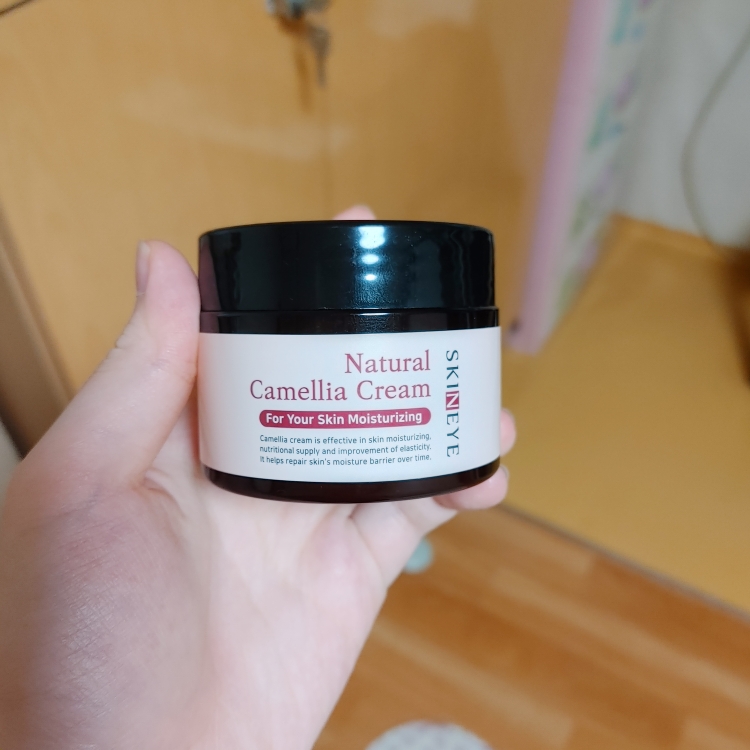 Natural
Camellia Cream
For Your Skin Moisturizing
Camellia cream is effective in skin moisturizing,
nutritional supply and improvement of elasticity.
It helps repair skin's moisture barrier over time.
SKINEYE